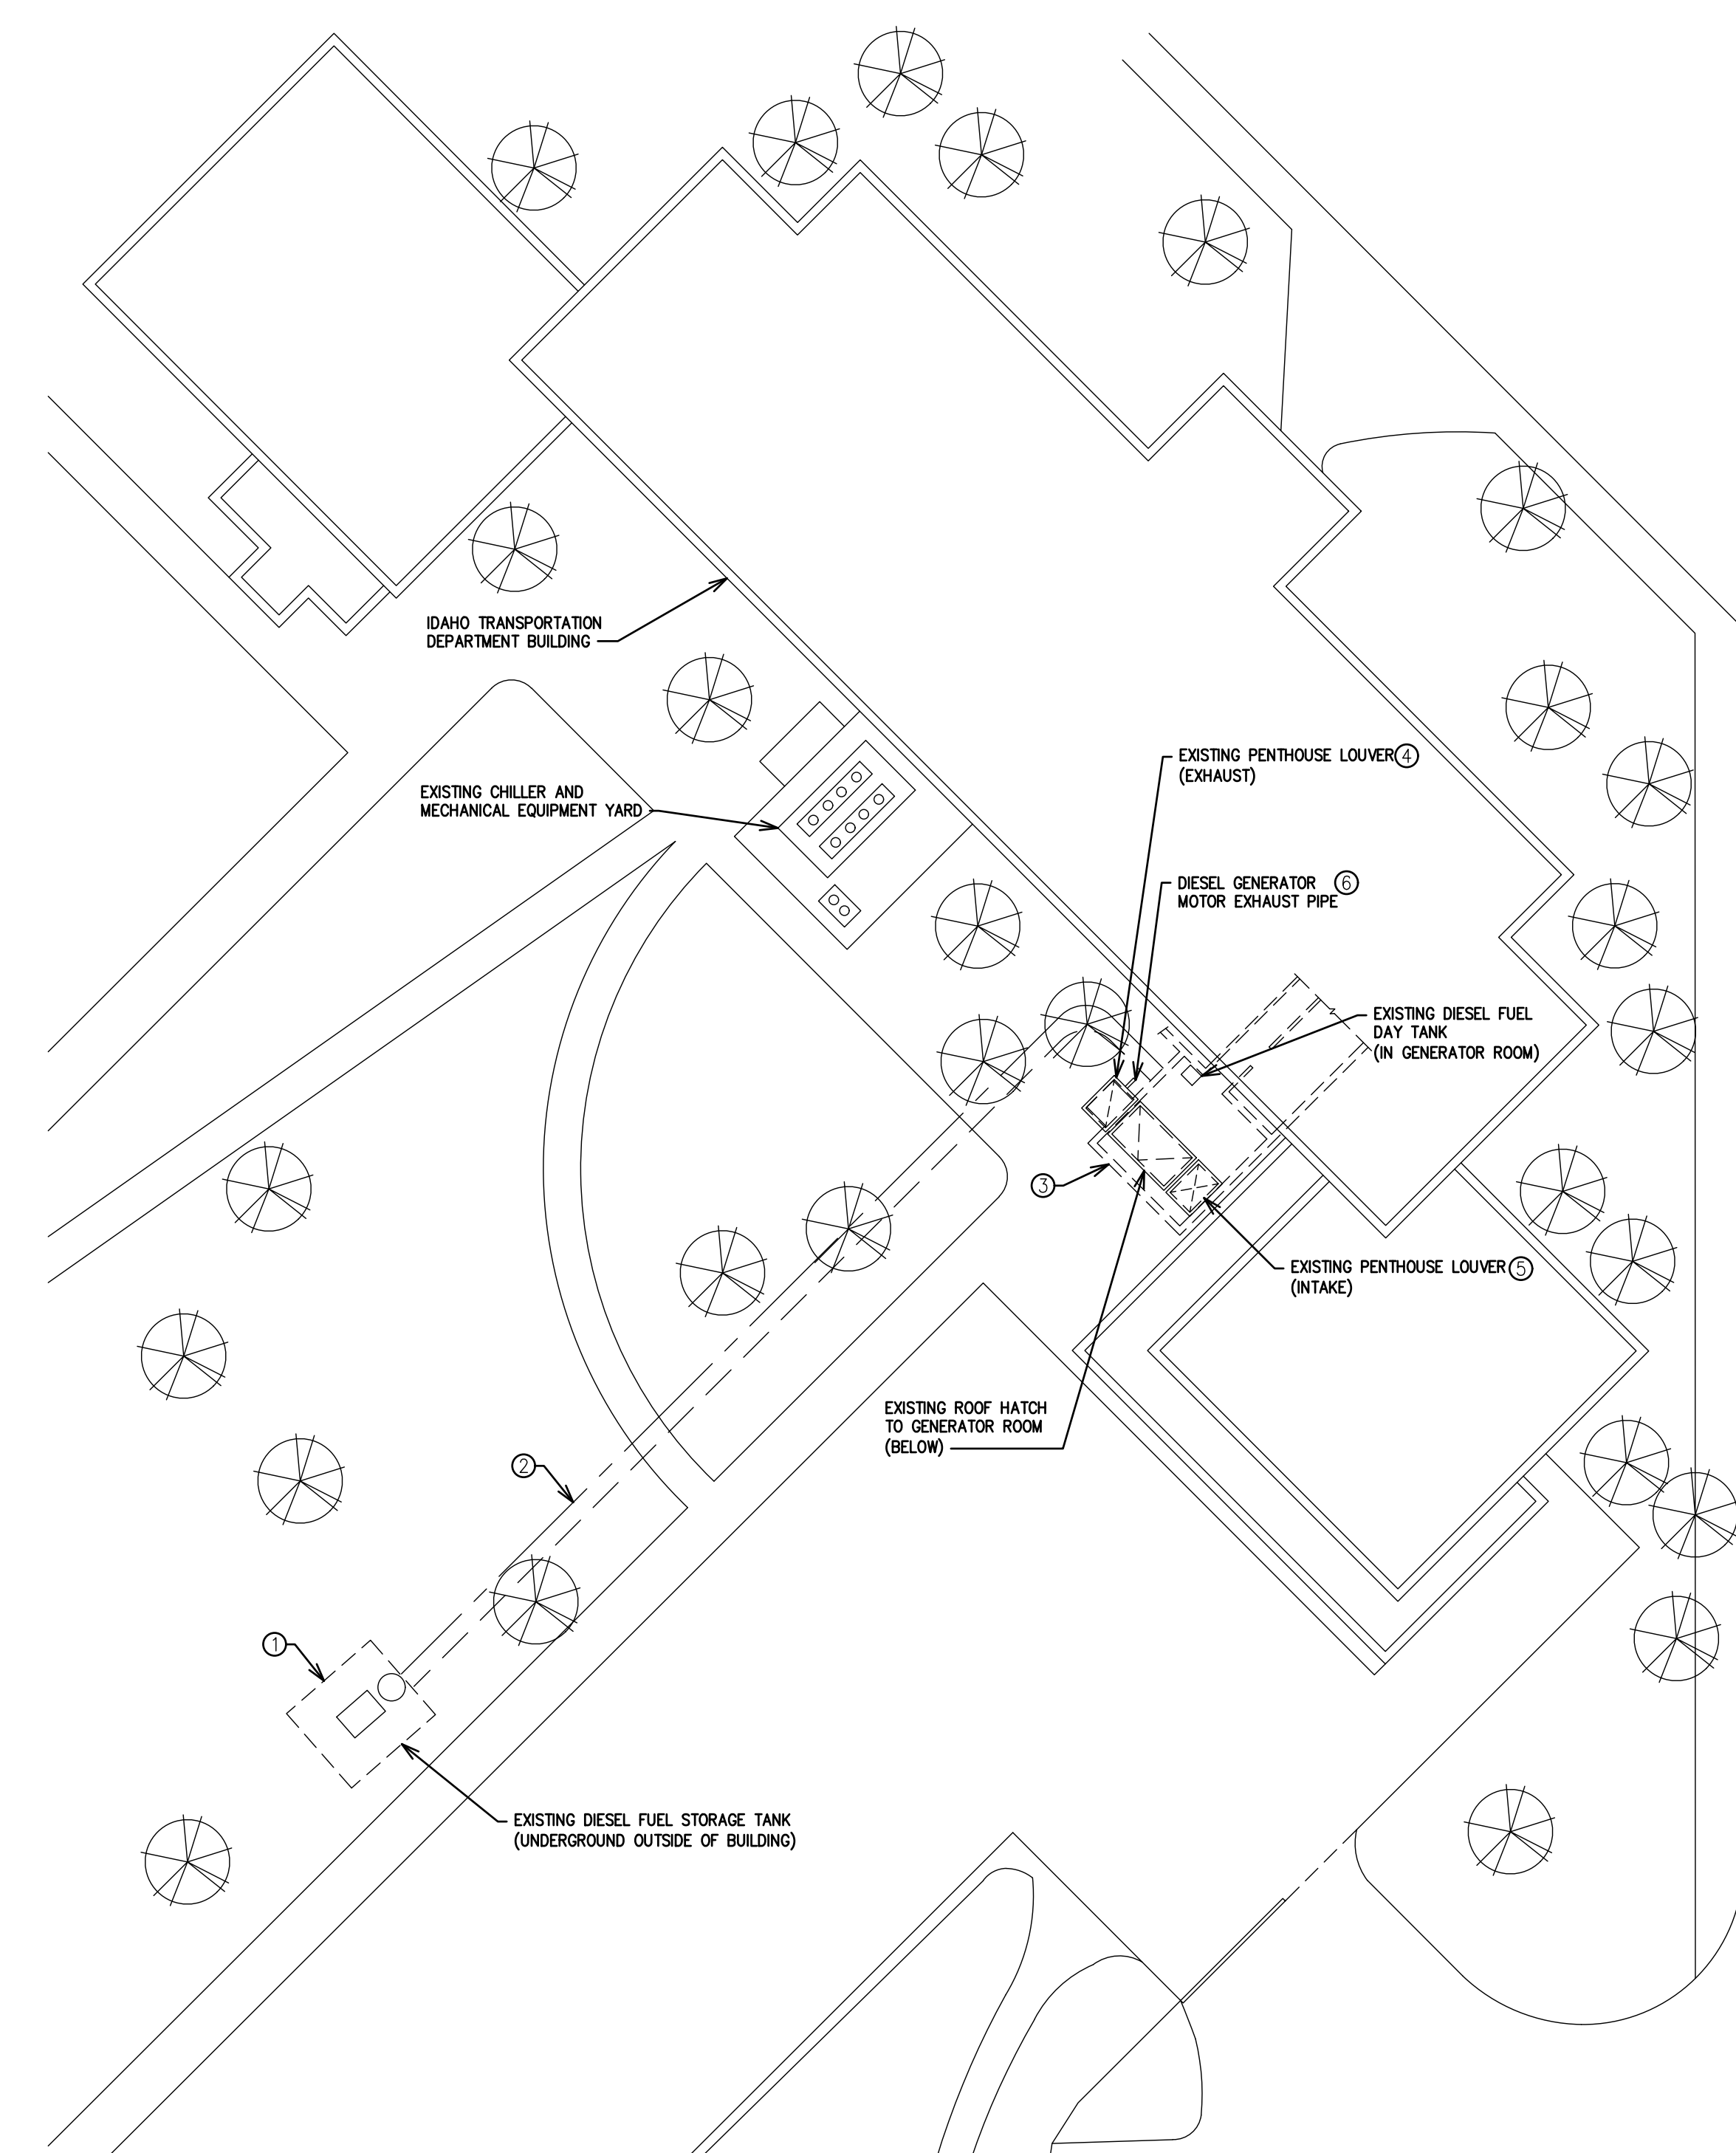 IDAHO TRANSPORTATION
DEPARTMENT BUILDING
EXISTING PENTHOUSE LOUVER 4
(EXHAUST)
EXISTING CHILLER AND
MECHANICAL EQUIPMENT YARD
DIESEL GENERATOR 6
MOTOR EXHAUST PIPE
EXISTING DIESEL FUEL
DAY TANK
(IN GENERATOR ROOM)
3
EXISTING PENTHOUSE LOUVER 5
(INTAKE)
EXISTING ROOF HATCH
TO GENERATOR ROOM
(BELOW)
2
1
EXISTING DIESEL FUEL STORAGE TANK
(UNDERGROUND OUTSIDE OF BUILDING)